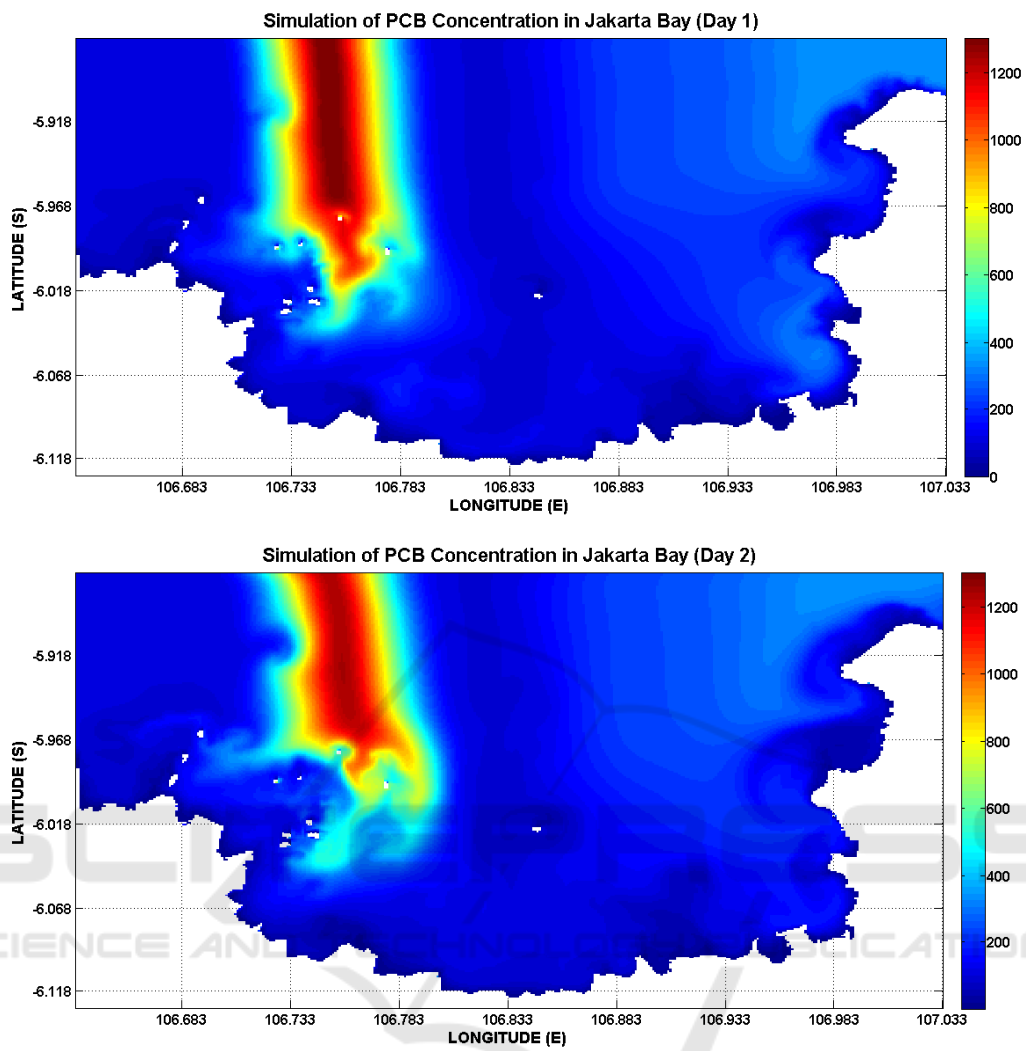 Simulation of PCB Concentration in Jakarta Bay (Day 1)
1200
1000
800
600
400
200
0
-5.918
-5.968
-6.018
-6.068
-6.118
LATITUDE (S)
106.683 106.733 106.783 106.833 106.883 106.933 106.983 107.033
LONGITUDE (E)
Simulation of PCB Concentration in Jakarta Bay (Day 2)
1200
1000
800
600
400
200
-5.918
-5.968
-6.018
-6.068
-6.118
LATITUDE (S)
106.683 106.733 106.783 106.833 106.883 106.933 106.983 107.033
LONGITUDE (E)
SCIENCE AND TECHNOLOGY